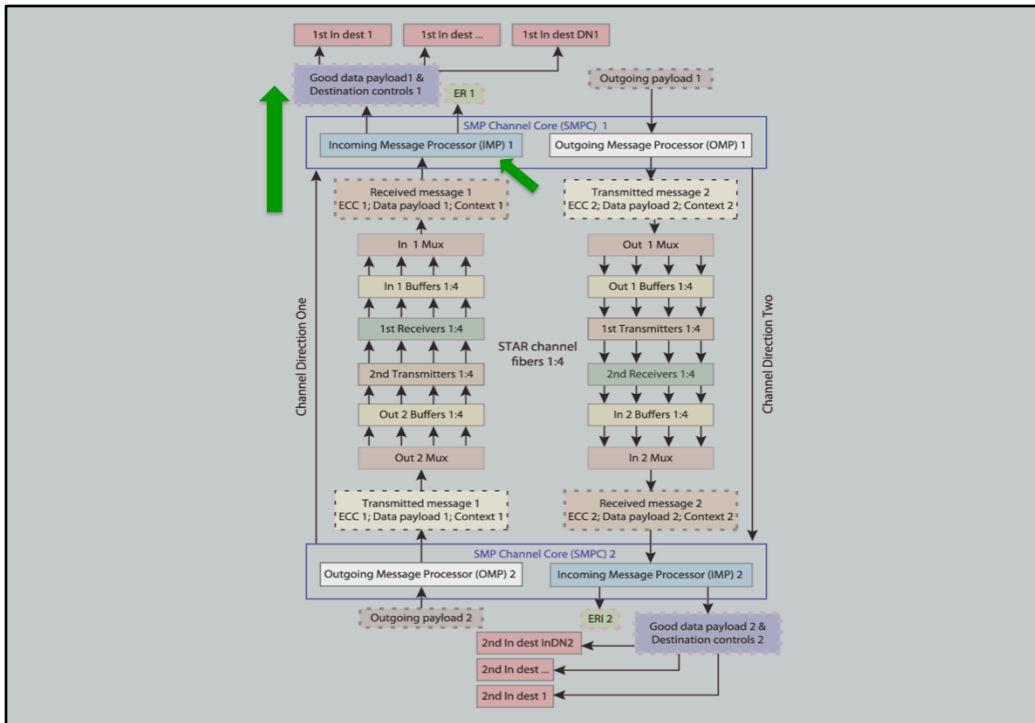 1st In dest 1
1st In dest ...
1st In dest DN1
Good data payload1 &
Destination controls 1
ER 1
Outgoing payload 1
SMP Channel Core (SMPC) 1
Incoming Message Processor (IMP) 1
Outgoing Message Processor (OMP) 1
Received message 1
ECC 1; Data payload 1; Context 1
Transmitted message 2
ECC 2; Data payload 2; Context 2
In 1 Mux
Out 1 Mux
In 1 Buffers 1:4
Out 1 Buffers 1:4
1st Receivers 1:4
1st Transmitters 1:4
Channel Direction One
STAR channel
fibers 1:4
Channel Direction Two
2nd Transmitters 1:4
2nd Receivers 1:4
Out 2 Buffers 1:4
In 2 Buffers 1:4
Out 2 Mux
In 2 Mux
Transmitted message 1
ECC 1; Data payload 1; Context 1
Received message 2
ECC 2; Data payload 2; Context 2
SMP Channel Core (SMPC) 2
Outgoing Message Processor (OMP) 2
Incoming Message Processor (IMP) 2
Outgoing payload 2
ERI 2
Good data payload 2 &
Destination controls 2
2nd In dest InDN2
2nd In dest ...
2nd In dest 1